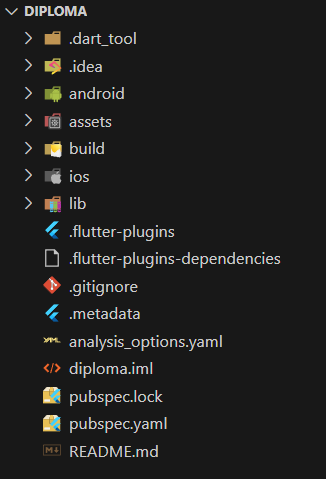 DIPLOMA
.dart_tool
.idea
android
assets
build
ios
lib
.flutter-plugins
.flutter-plugins-dependencies
.gitignore
.metadata
analysis_options.yaml
diploma.iml
pubspec.lock
pubspec.yaml
README.md